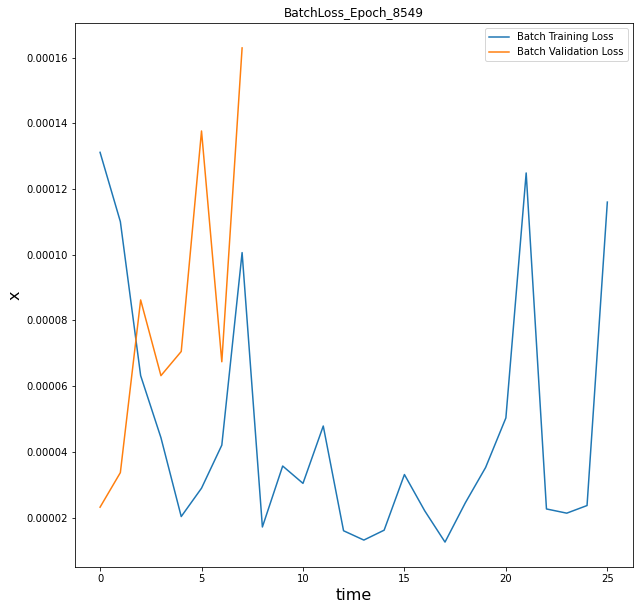 BatchLoss_Epoch_8549
Batch Training Loss
Batch Validation Loss
0.00016
0.00014
0.00012
0.00010
0.00008
0.00006
0.00004
0.00002
x
0 5 10 15 20 25
time